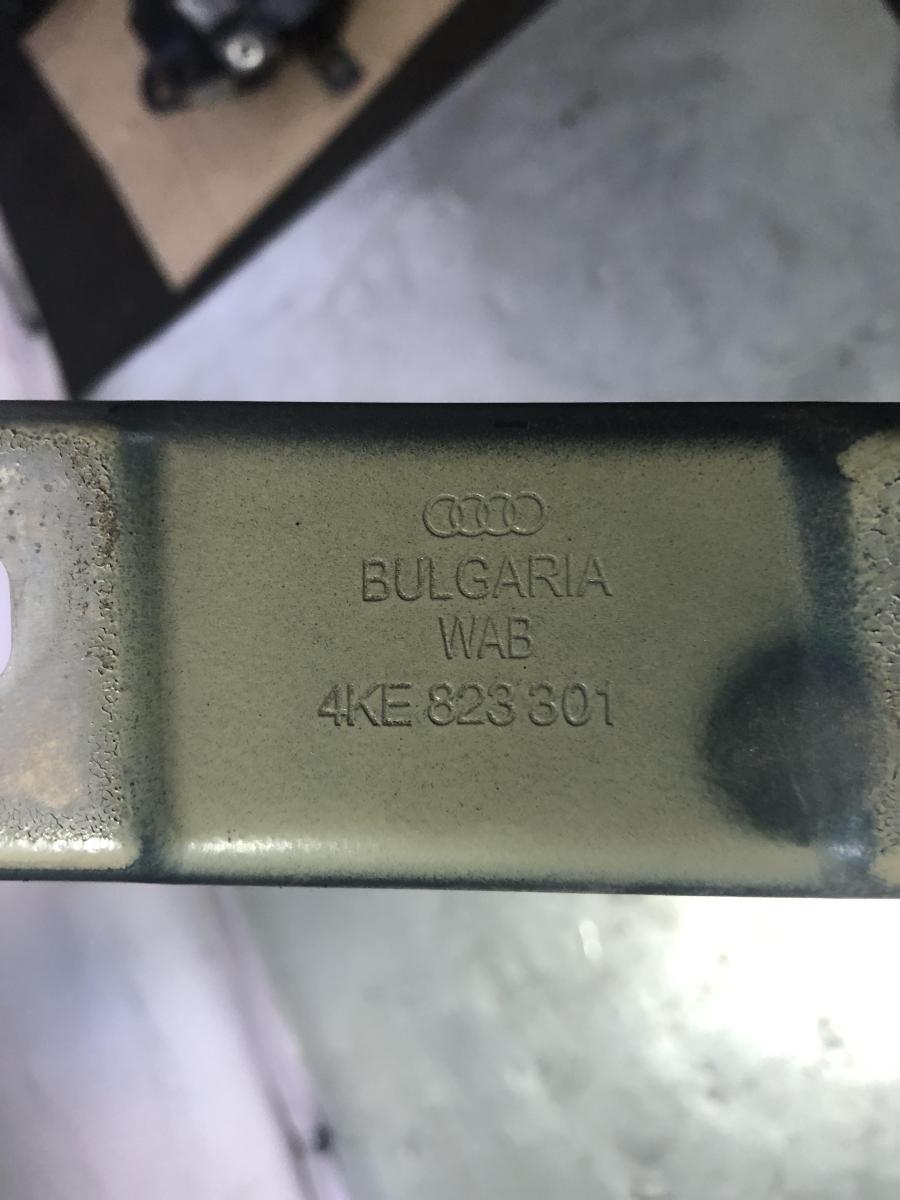 BULGARIA
WAB
4KE 823 301